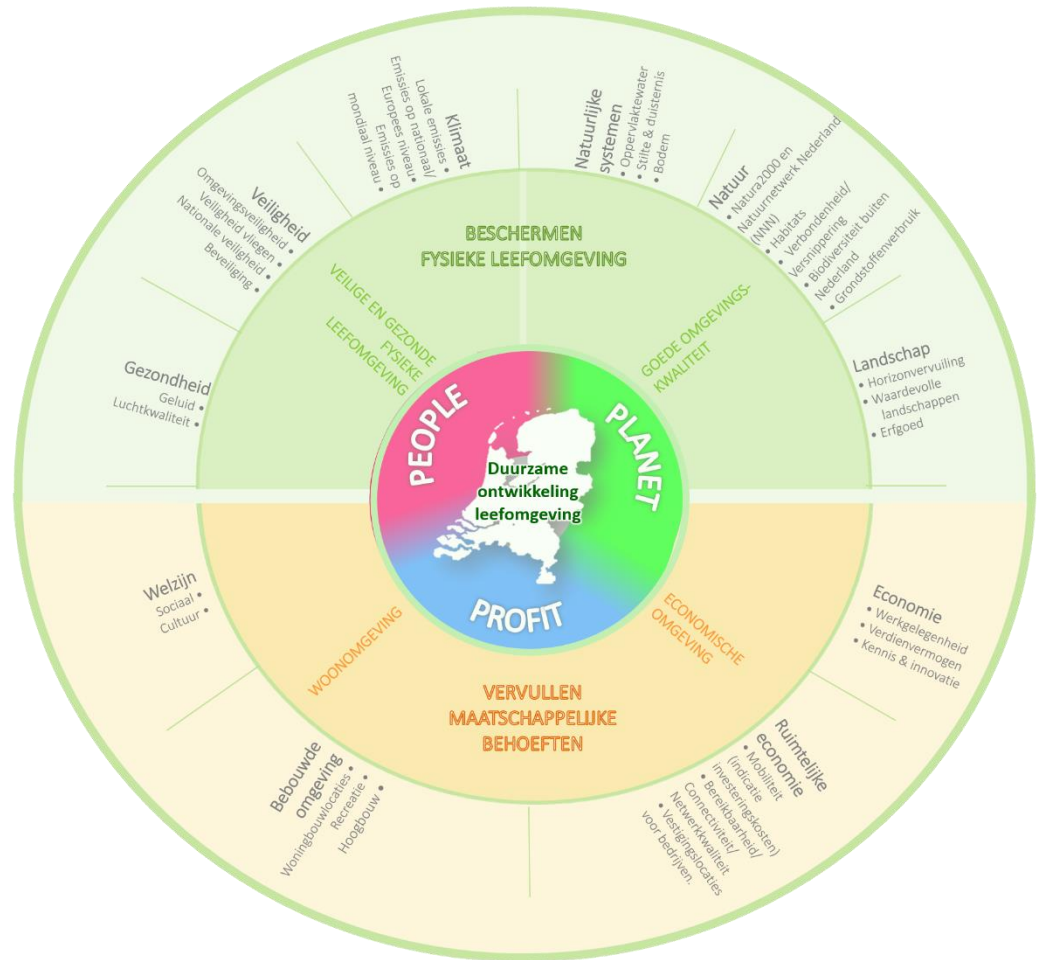 Klimaat
Lokale emissies •
Emissies op nationaal/
Europees niveau•
Emissies op
mondiaal niveau •
Natuurlijke
systemen
• Oppervlaktewater
• Stilte & duisternis
• Bodem
Natuur
• Natura2000 en
Natuurnetwerk Nederland
(NNN)
• Habitats
• Verbondenheid/
Versnippering
• Biodiversiteit buiten
Nederland
• Grondstoffenverbruik
Veiligheid
Omgevingsveiligheid •
Veiligheid vliegen •
Nationale veiligheid •
Beveiliging •
Gezondheid
Geluid •
Luchtkwaliteit •
Landschap
• Horizonvervuiling
• Waardevolle
landschappen
• Erfgoed
BESCHERMEN
FYSIEKE LEEFOMGEVING
VEILIGE EN GEZONDE
FYSIEKE
LEEFOMGEVING
GOEDE OMGEVINGS-
KWALITEIT
PEOPLE
PLANET
PROFIT
Duurzame
ontwikkeling
leefomgeving
WOONOMGEVING
ECONOMISCHE
OMGEVING
VERVULLEN
MAATSCHAPPELIJKE
BEHOEFTEN
Welzijn
Sociaal •
Cultuur •
Economie
• Werkgelegenheid
• Verdienvermogen
• Kennis & innovatie
Bebouwde
omgeving
Woningbouwlocaties •
Recreatie •
Hoogbouw •
Ruimtelijke
economie
• Mobiliteit
(indicatie
investeringskosten)
• Bereikbaarheid/
Connectiviteit/
Netwerkkwaliteit
• Vestigingslocaties
voor bedrijven.